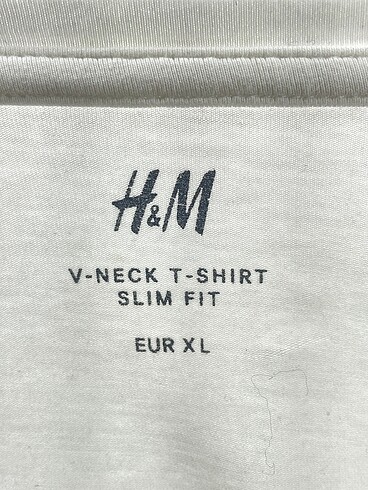 H&M
V-NECK T-SHIRT
SLIM FIT
EUR XL